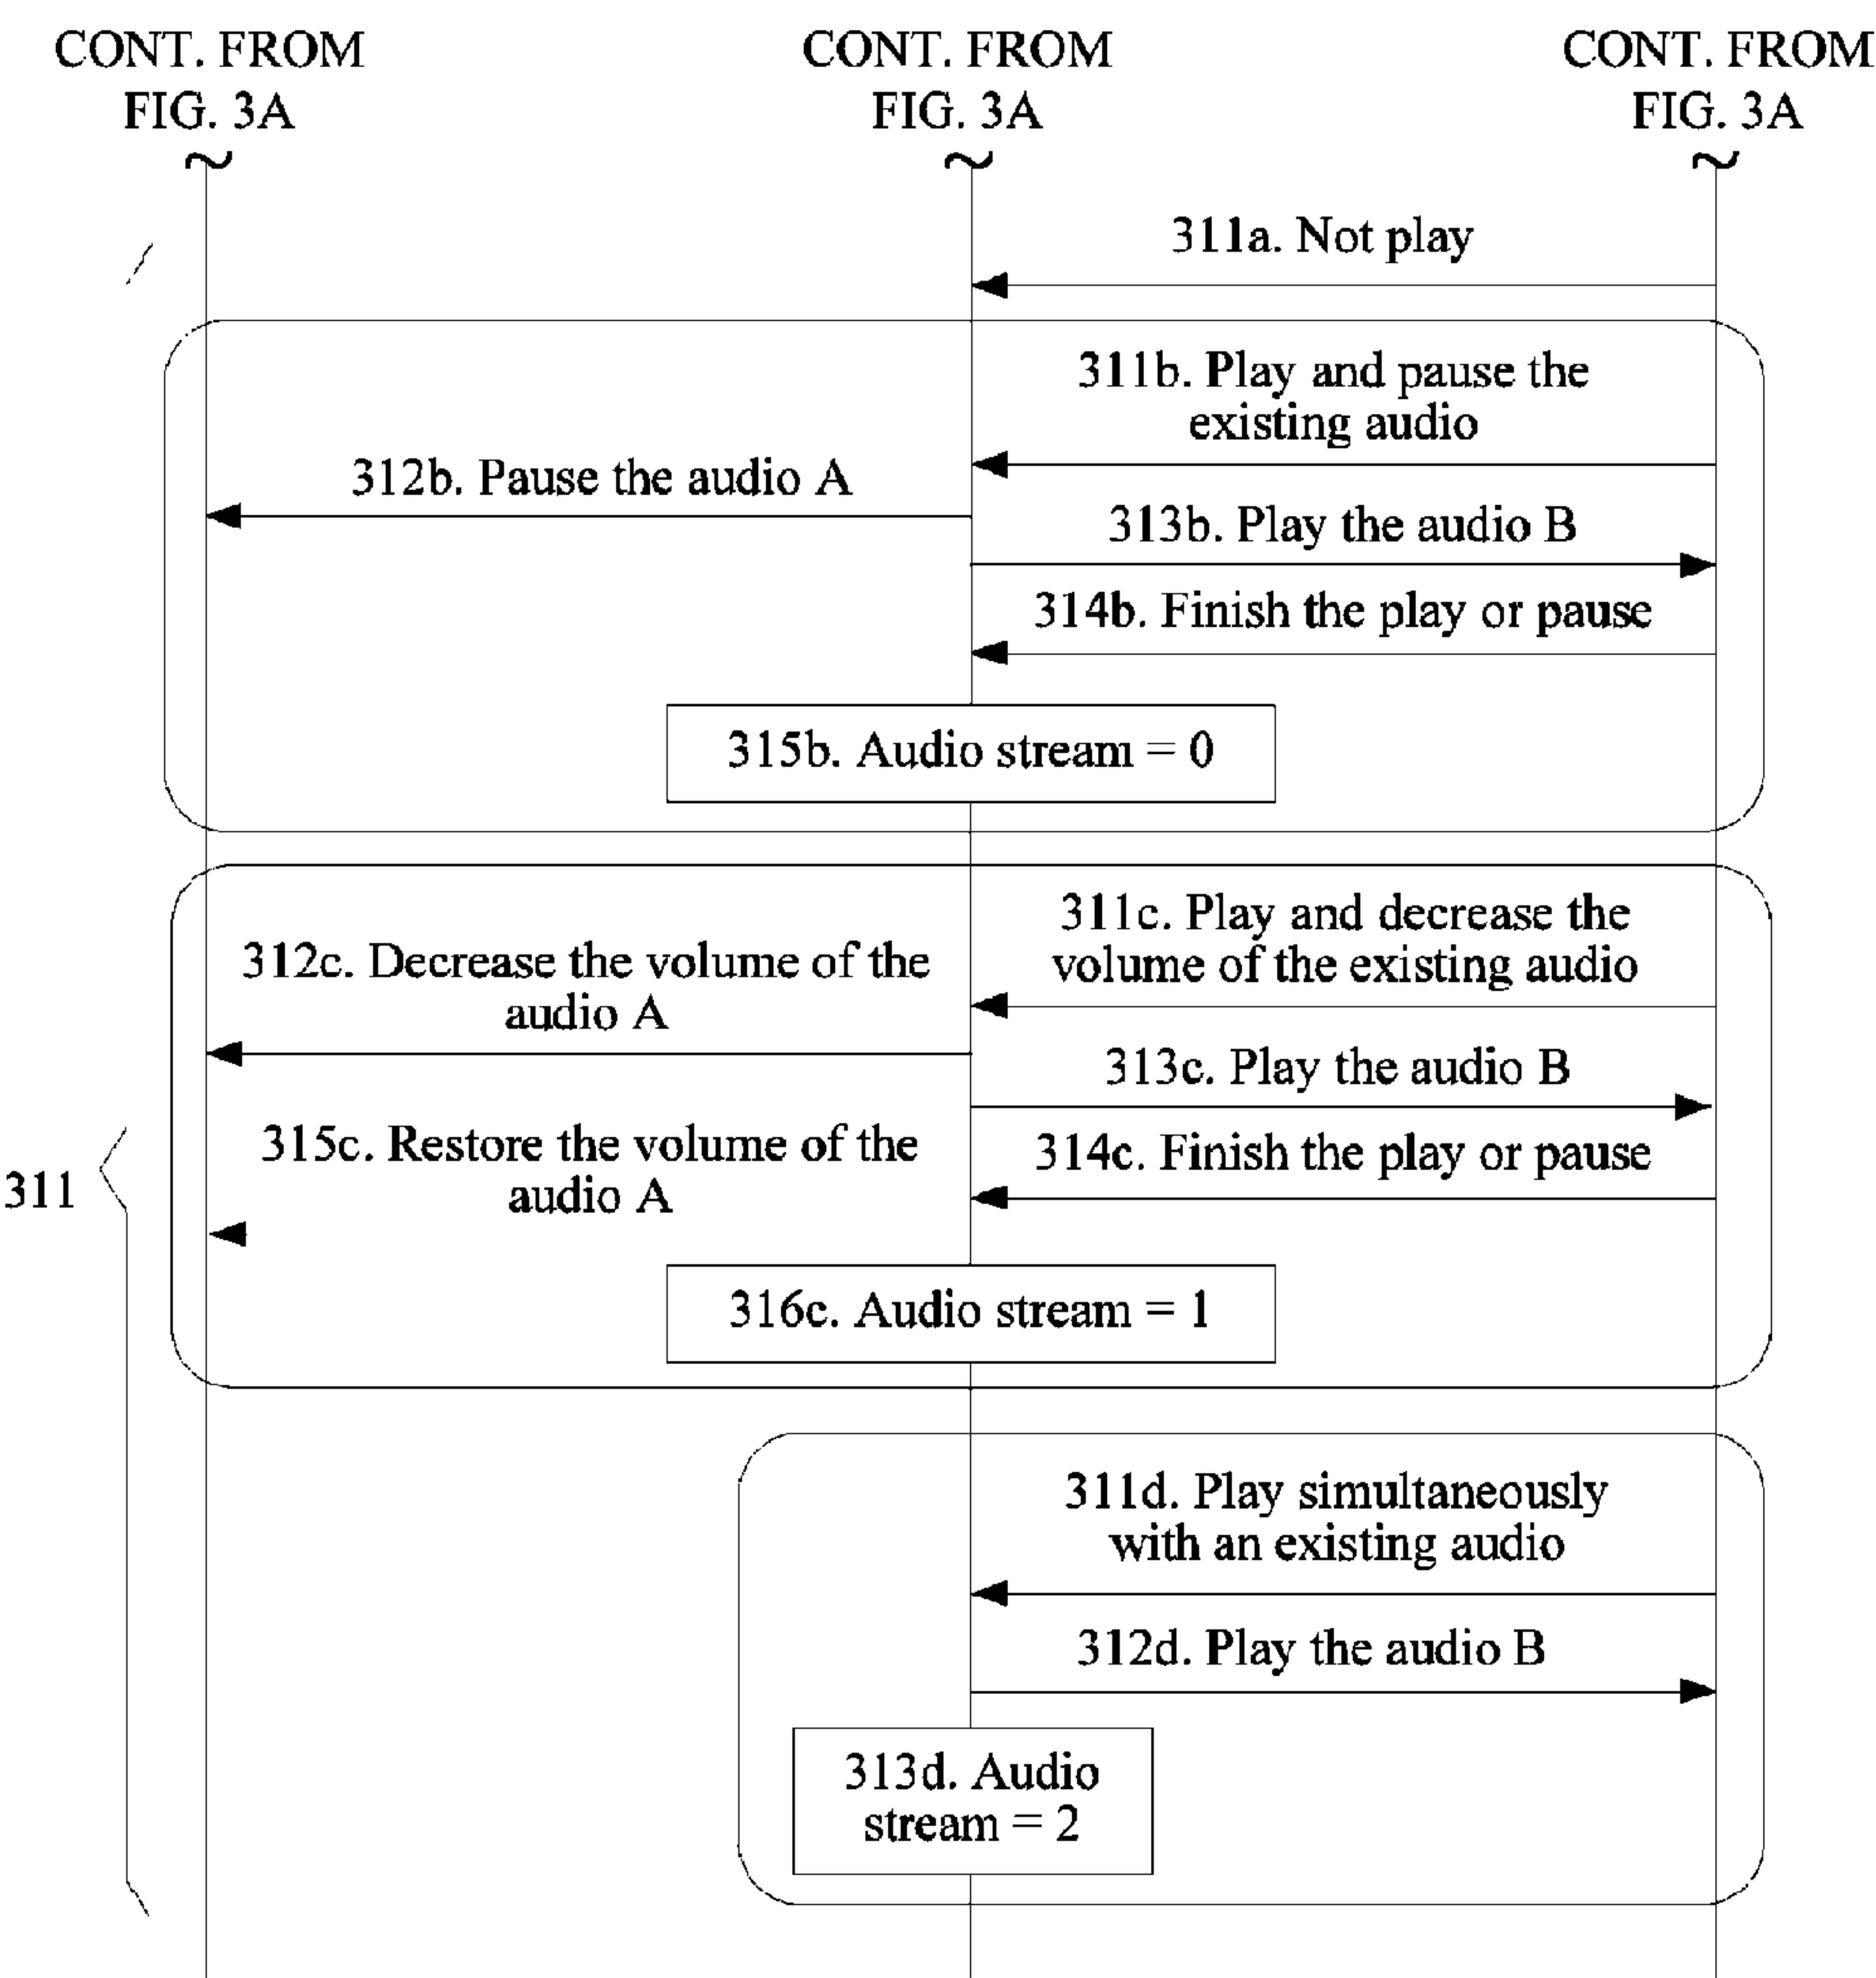 CONT. FROM
FIG. 3A
CONT. FROM
FIG. 3A
CONT. FROM
FIG. 3A
311a. Not play
311b. Play and pause the
existing audio
312b. Pause the audio A
313b. Play the audio B
314b. Finish the play or pause
315b. Audio stream = 0
311c. Play and decrease the
volume of the existing audio
312c. Decrease the volume of the
audio A
313c. Play the audio B
315c. Restore the volume of the
audio A
314c. Finish the play or pause
311
316c. Audio stream = 1
311d. Play simultaneously
with an existing audio
312d. Play the audio B
313d. Audio
stream = 2